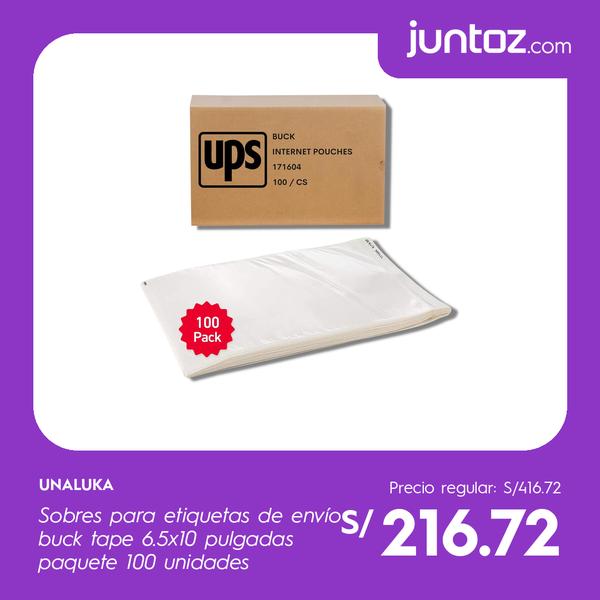 juntoz.com
BUCK
ups
INTERNET POUCHES
171604
100 / CS
100
Pack
UNALUKA
Precio regular: S/416.72
Sobres para etiquetas de envío
buck tape 6.5x10 pulgadas
paquete 100 unidades
S/ 216.72